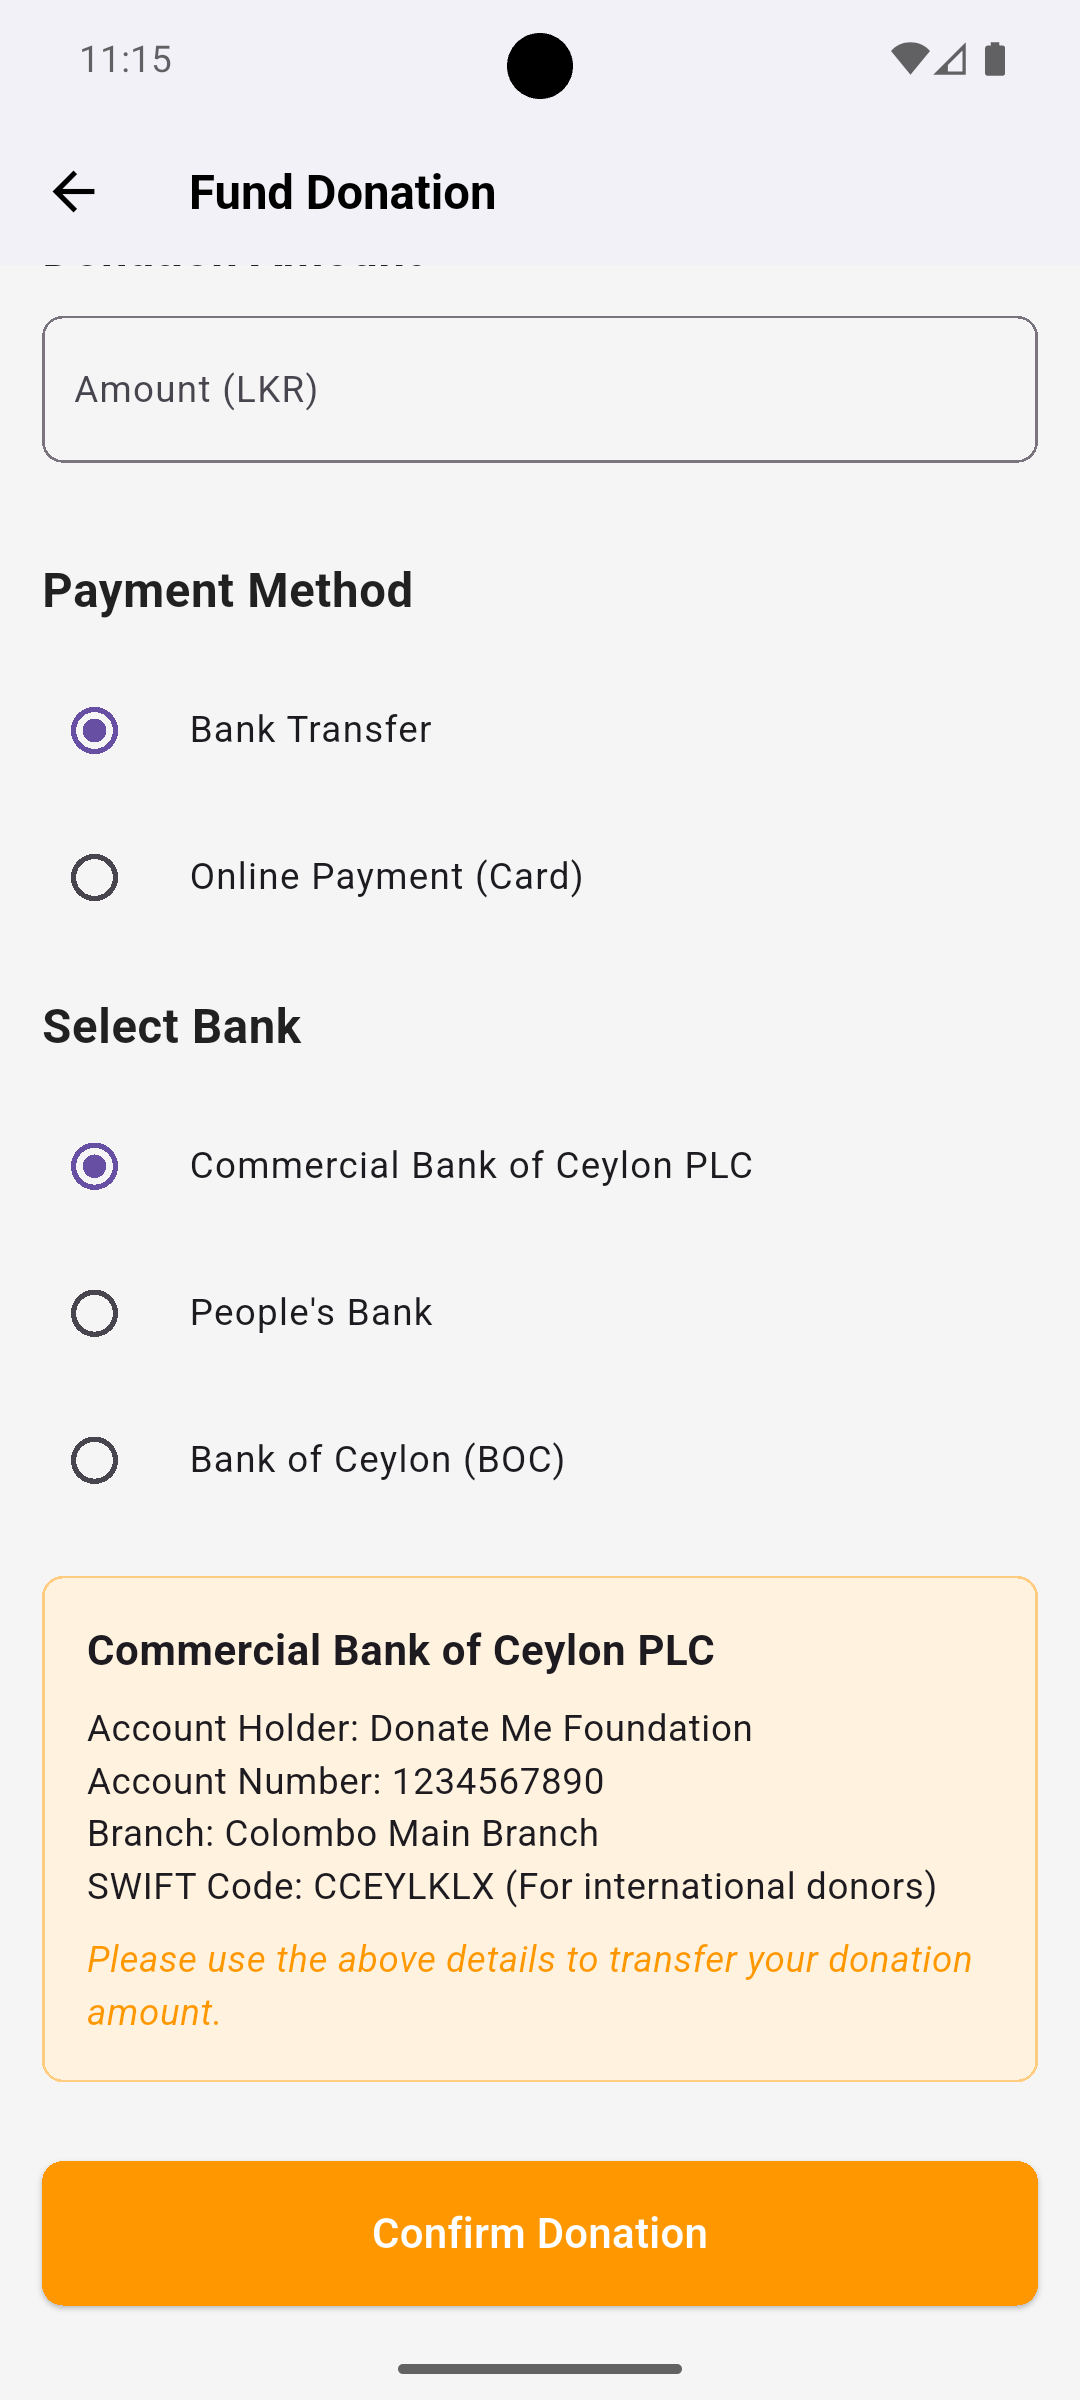 11:15
Fund Donation
Amount (LKR)
Payment Method
Bank Transfer
Online Payment (Card)
Select Bank
Commercial Bank of Ceylon PLC
People's Bank
Bank of Ceylon (BOC)
Commercial Bank of Ceylon PLC
Account Holder: Donate Me Foundation
Account Number: 1234567890
Branch: Colombo Main Branch
SWIFT Code: CCEYLKLX (For international donors)
Please use the above details to transfer your donation
amount.
Confirm Donation